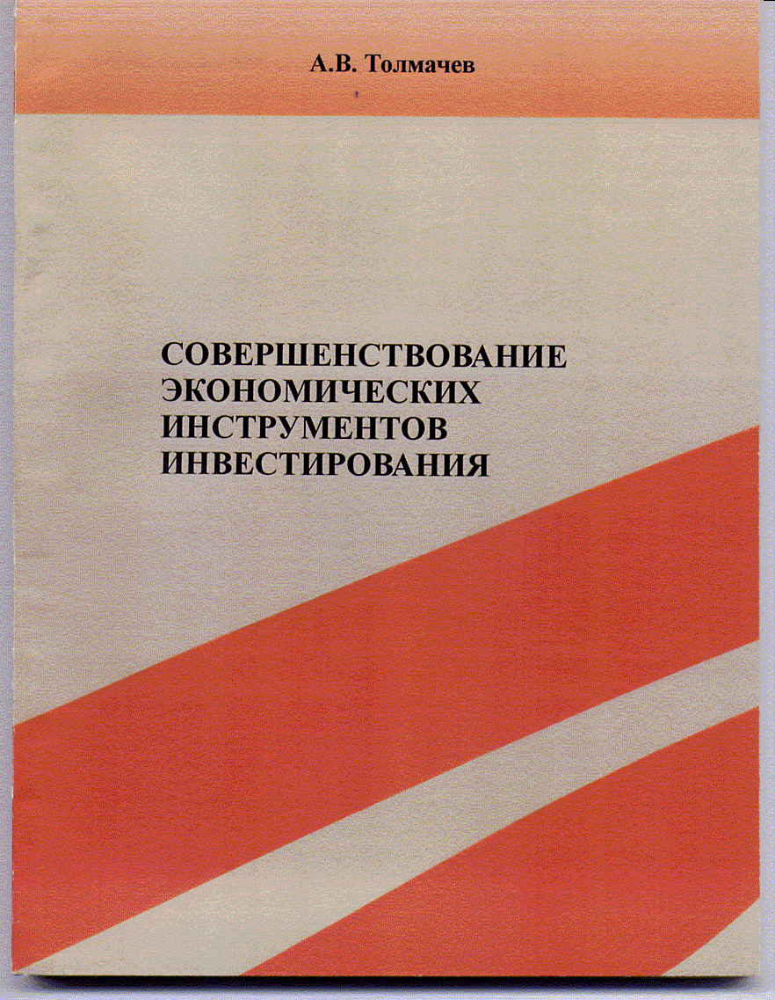 А.В. Толмачев
СОВЕРШЕНСТВОВАНИЕ
ЭКОНОМИЧЕСКИХ
ИНСТРУМЕНТОВ
ИНВЕСТИРОВАНИЯ